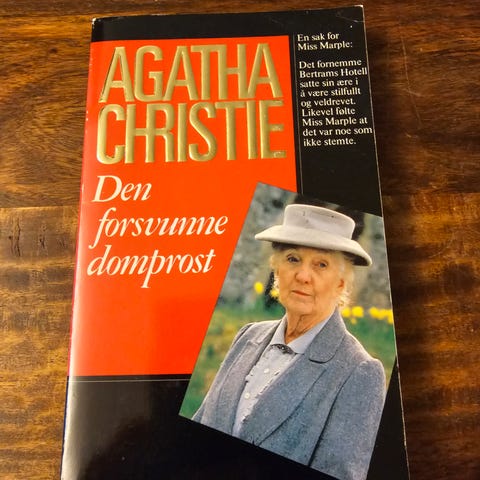 AGATHA
CHRISTIE
Den
forsvunne
domprost
En sak for
Miss Marple:
Det fornemme
Bertrams Hotell
satte sin ære i
å være stilfullt
og veldrevet.
Likevel følte
Miss Marple at
det var noe som
ikke stemte.